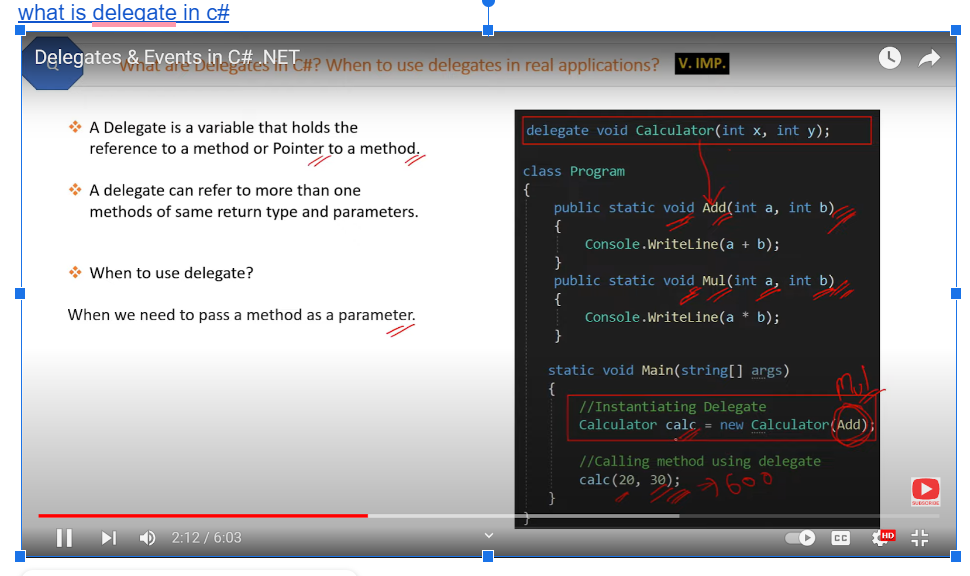 what is delegate in c#
Delegates & Events in C# .NET
What are Delegates in C#? When to use delegates in real applications?
V. IMP.
❖ A Delegate is a variable that holds the
reference to a method or Pointer to a method.
❖ A delegate can refer to more than one
methods of same return type and parameters.
❖ When to use delegate?
When we need to pass a method as a parameter.
delegate void Calculator(int x, int y);
class Program
{
public static void Add(int a, int b)
{
Console.WriteLine(a + b);
}
public static void Mul(int a, int b)
{
Console.WriteLine(a * b);
}
static void Main(string[] args)
{
Mul
//Instantiating Delegate
Calculator calc = new Calculator(Add);
//Calling method using delegate
calc(20, 30); → 600
}
}
SUBSCRIBE
2:12 / 6:03
CC
HD